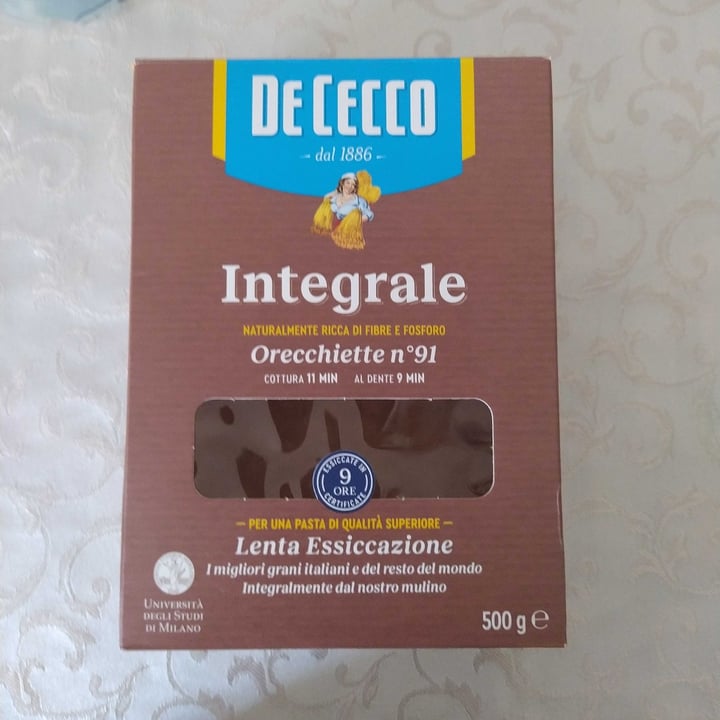 DE CECCO
dal 1886
Integrale
NATURALMENTE RICCA DI FIBRE E FOSFORO
Orecchiette n°91
COTTURA 11 MIN AL DENTE 9 MIN
ESSICCATE IN
9
ORE
CERTIFICATE
PER UNA PASTA DI QUALITÀ SUPERIORE
Lenta Essiccazione
I migliori grani italiani e del resto del mondo
Integralmente dal nostro mulino
UNIVERSITÀ
DEGLI STUDI
DI MILANO
500 g e